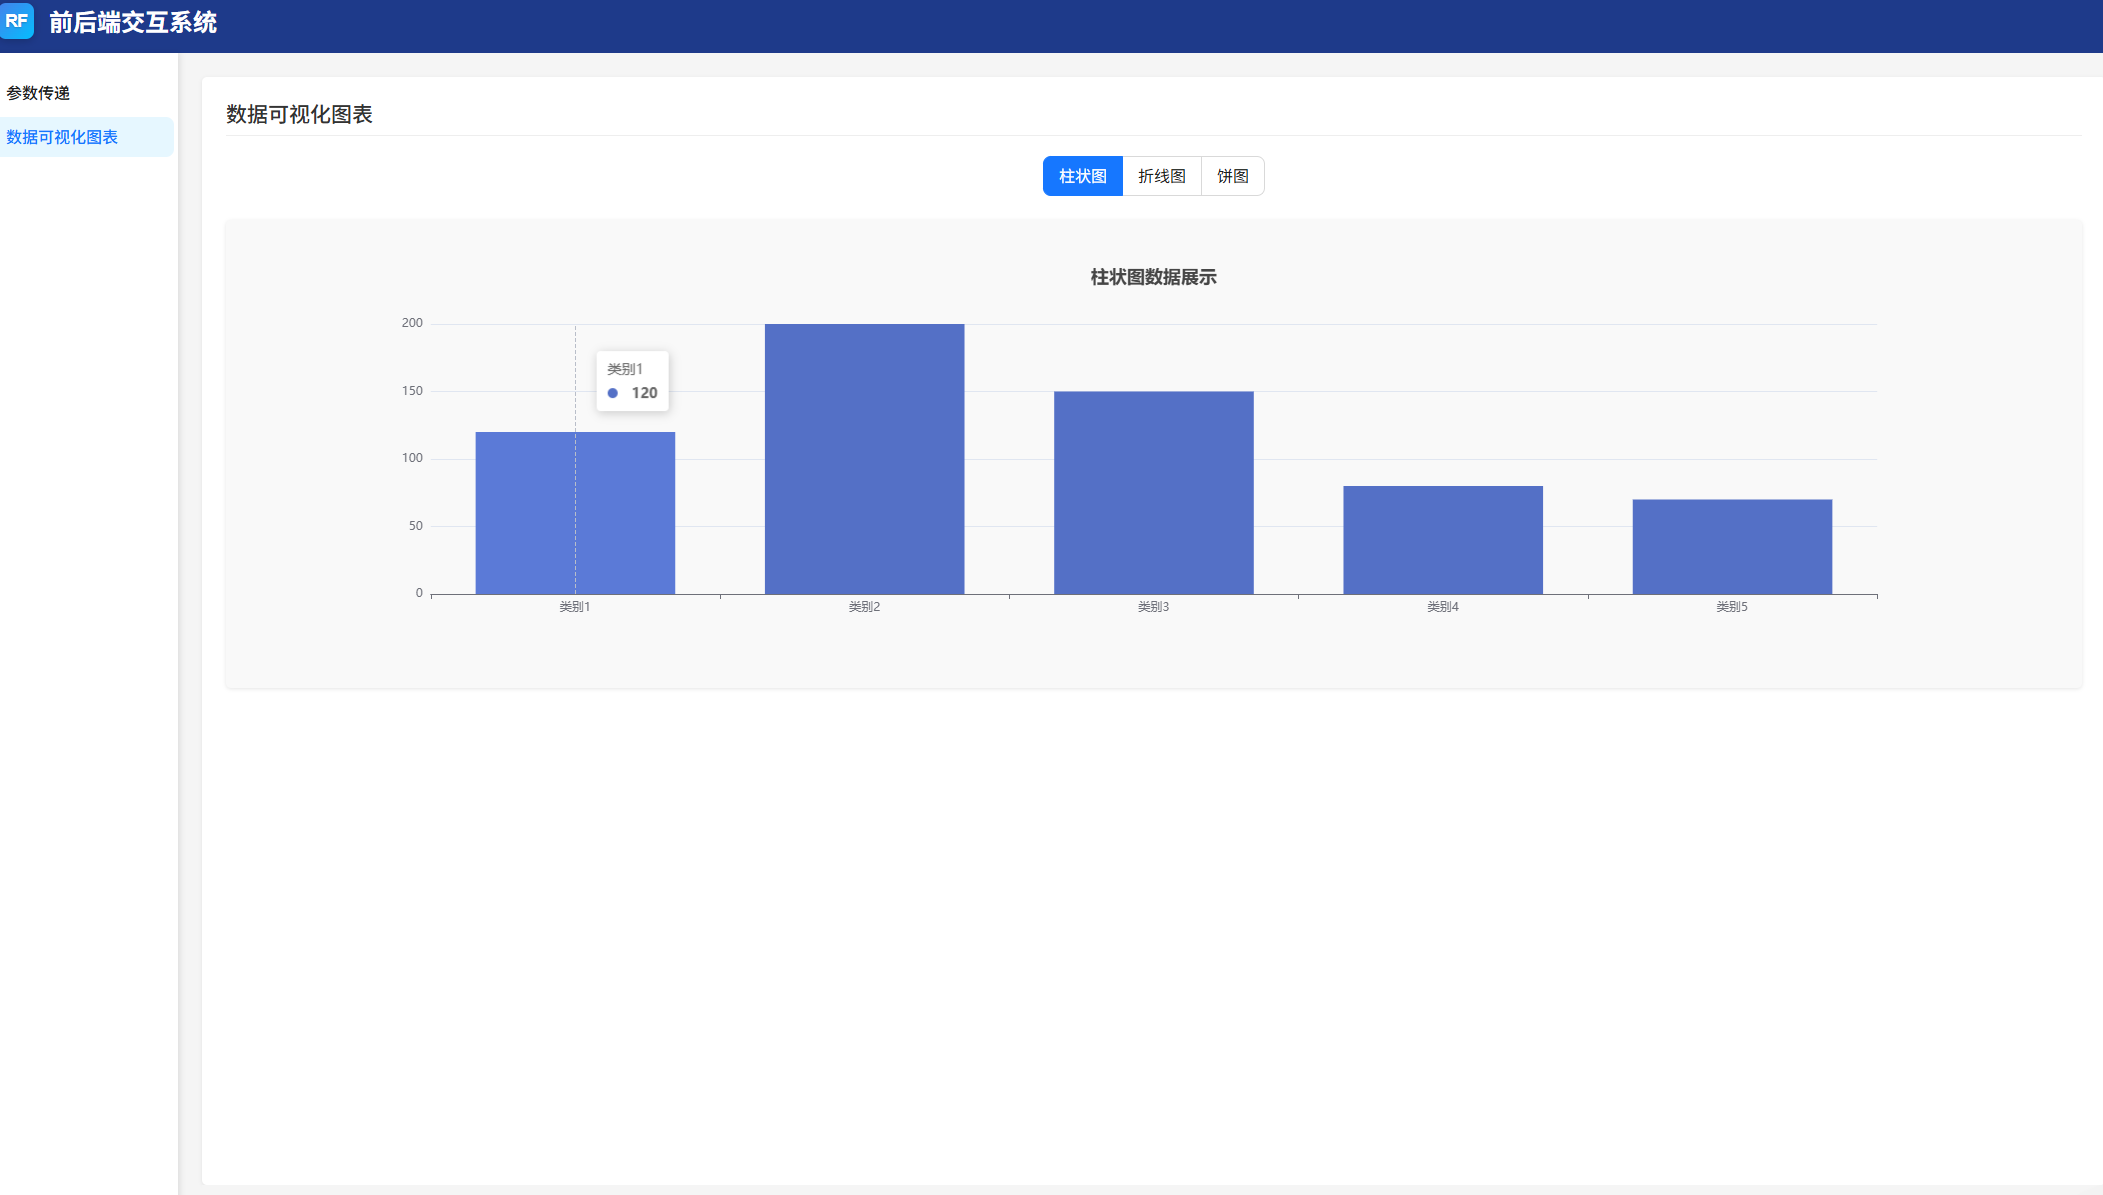 RF 前后端交互系统
参数传递
数据可视化图表
数据可视化图表
柱状图 折线图 饼图
柱状图数据展示
200
150
100
50
0
类别1
120
类别1 类别2 类别3 类别4 类别5